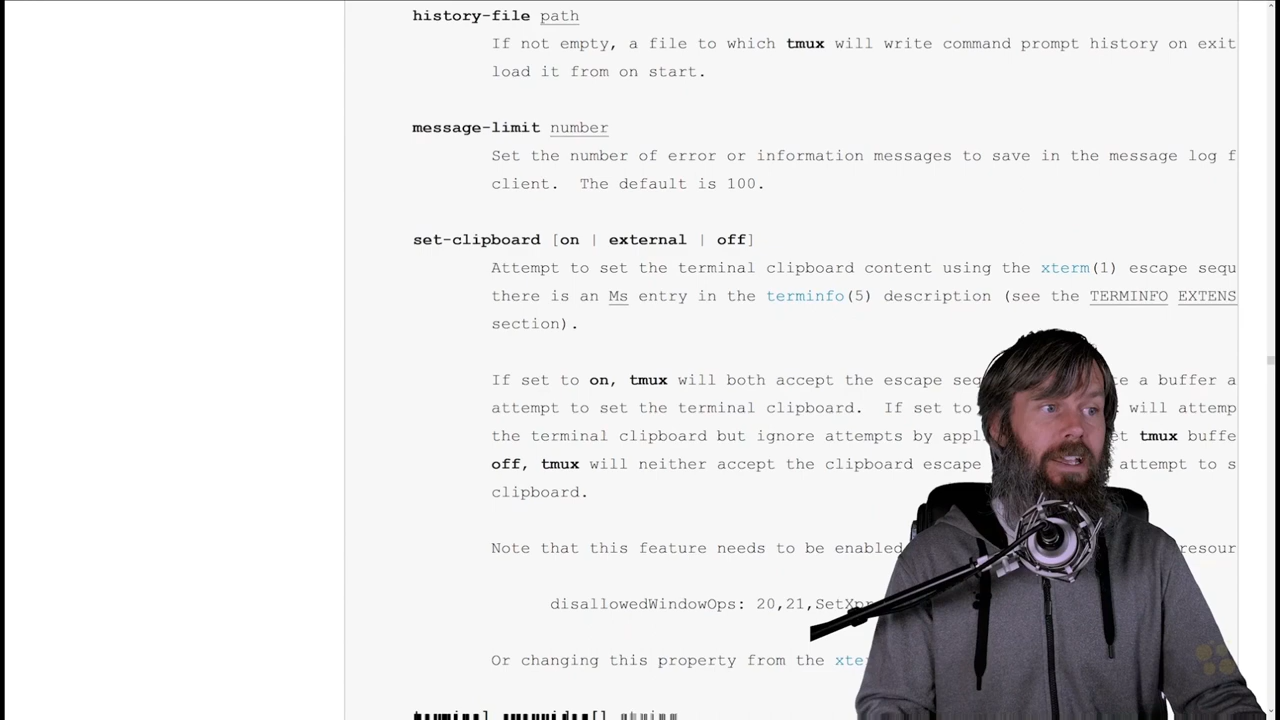 history-file path
If not empty, a file to which tmux will write command prompt history on exit
load it from on start.
message-limit number
Set the number of error or information messages to save in the message log f
client. The default is 100.
set-clipboard [on | external | off]
Attempt to set the terminal clipboard content using the xterm(1) escape sequ
there is an Ms entry in the terminfo(5) description (see the TERMINFO EXTENS
section).
If set to on, tmux will both accept the escape seq e a buffer a
attempt to set the terminal clipboard. If set to will attemp
the terminal clipboard but ignore attempts by appl et tmux buffe
off, tmux will neither accept the clipboard escape attempt to s
clipboard.
Note that this feature needs to be enabled resour
disallowedWindowOps: 20,21,SetXpr
Or changing this property from the xte